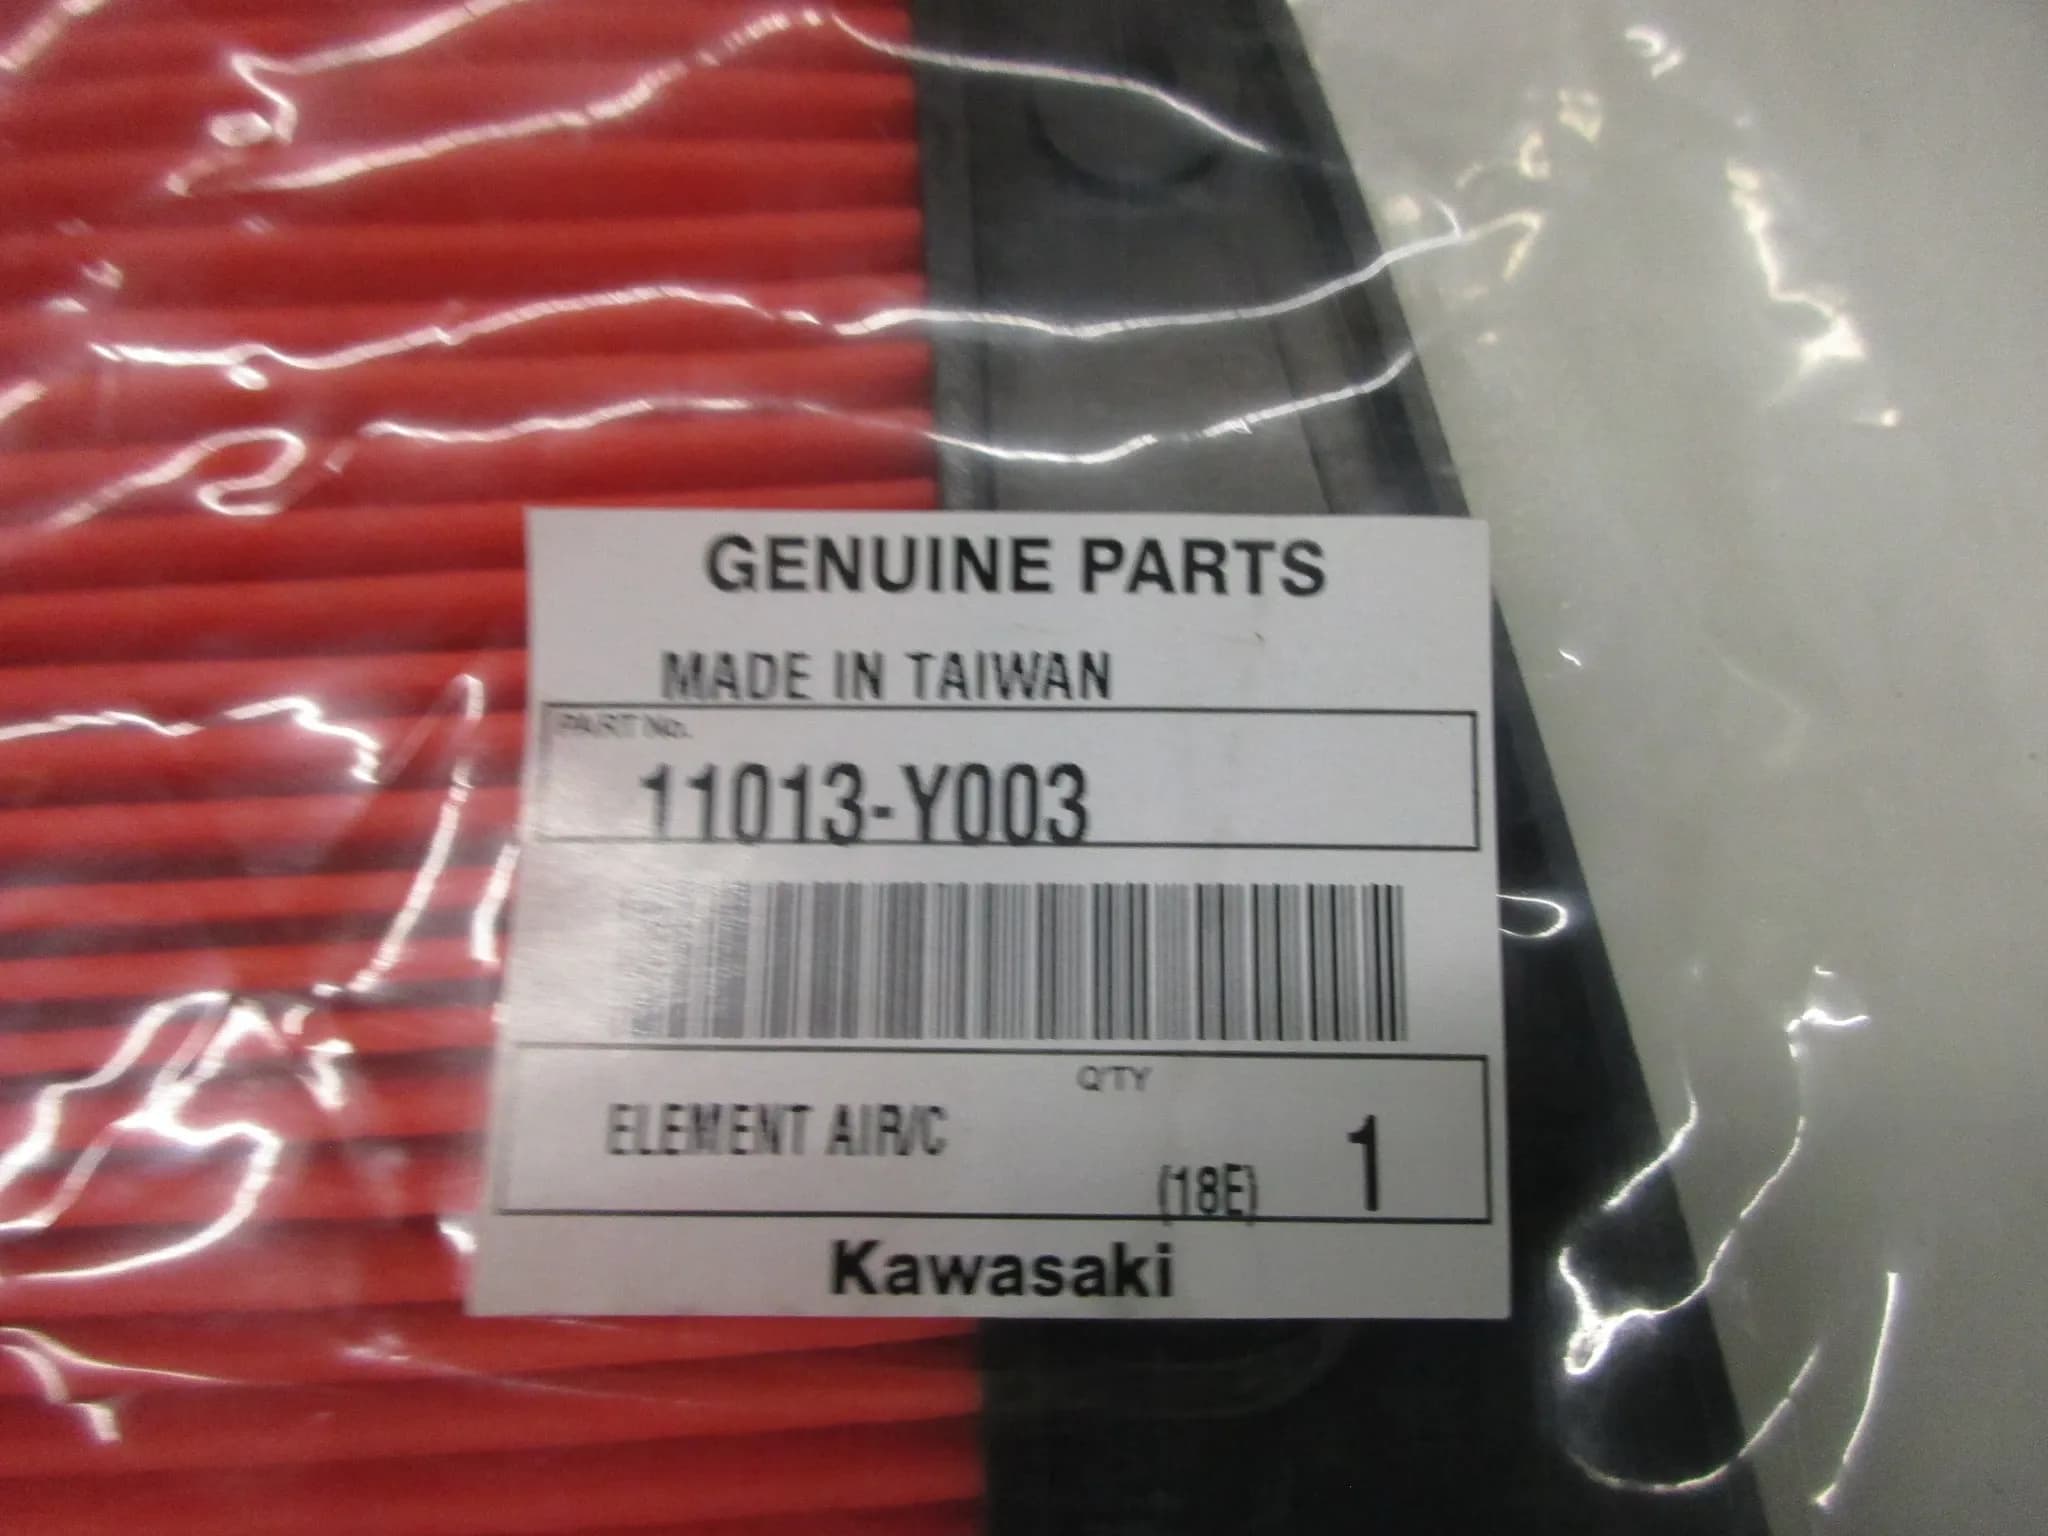 GENUINE PARTS
MADE IN TAIWAN
PART No.
11013-Y003
Q'TY
ELEMENT AIR/C
(18E) 1
Kawasaki